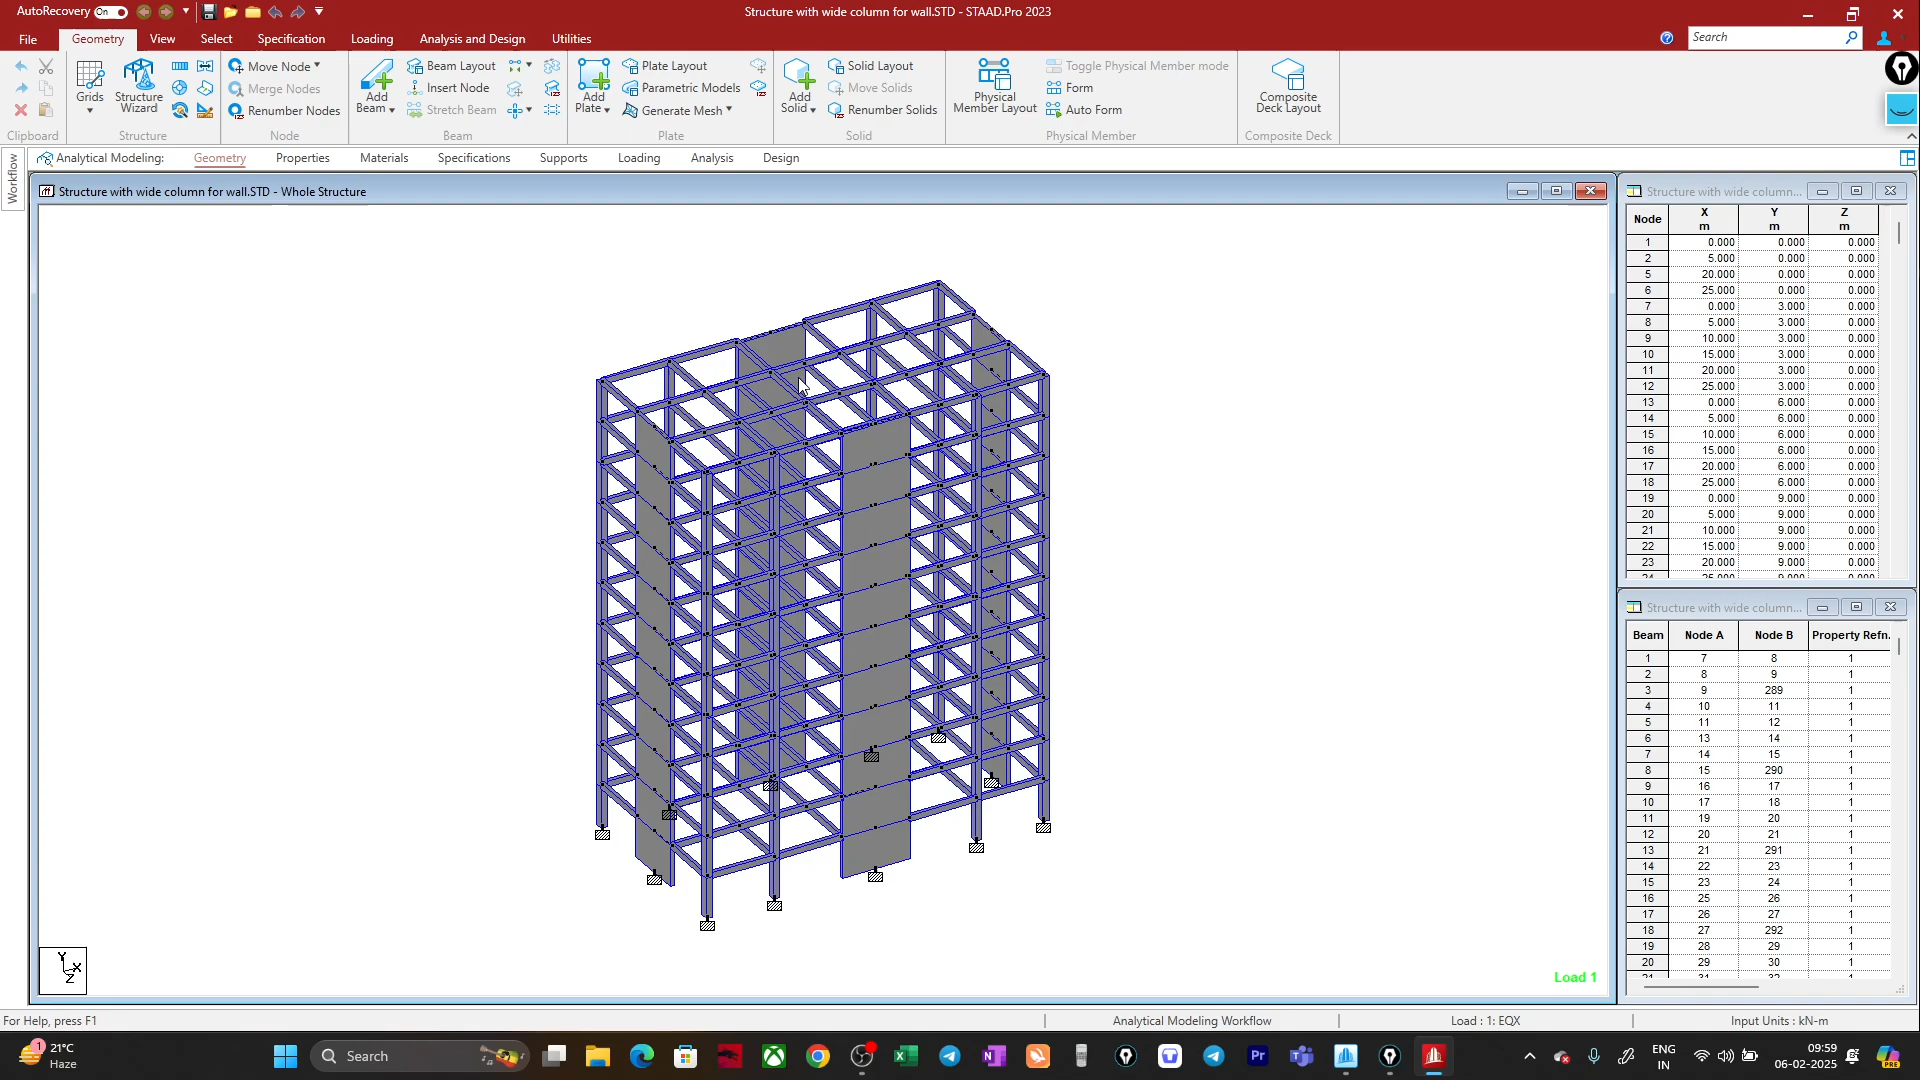 AutoRecovery On
Structure with wide column for wall.STD - STAAD.Pro 2023
File
Geometry
View
Select
Specification
Loading
Analysis and Design
Utilities
Search
Grids
Structure Wizard
Move Node
Merge Nodes
Renumber Nodes
Add Beam
Beam Layout
Insert Node
Stretch Beam
Add Plate
Plate Layout
Parametric Models
Generate Mesh
Add Solid
Solid Layout
Move Solids
Renumber Solids
Physical Member Layout
Toggle Physical Member mode
Form
Auto Form
Composite Deck Layout
Clipboard
Structure
Node
Beam
Plate
Solid
Physical Member
Composite Deck
Workflow
Analytical Modeling:
Geometry
Properties
Materials
Specifications
Supports
Loading
Analysis
Design
Structure with wide column for wall.STD - Whole Structure
Y
X
Z
Load 1
Structure with wide column...
Node X m Y m Z m
1 0.000 0.000 0.000
2 5.000 0.000 0.000
5 20.000 0.000 0.000
6 25.000 0.000 0.000
7 0.000 3.000 0.000
8 5.000 3.000 0.000
9 10.000 3.000 0.000
10 15.000 3.000 0.000
11 20.000 3.000 0.000
12 25.000 3.000 0.000
13 0.000 6.000 0.000
14 5.000 6.000 0.000
15 10.000 6.000 0.000
16 15.000 6.000 0.000
17 20.000 6.000 0.000
18 25.000 6.000 0.000
19 0.000 9.000 0.000
20 5.000 9.000 0.000
21 10.000 9.000 0.000
22 15.000 9.000 0.000
23 20.000 9.000 0.000
24 25.000 9.000 0.000
Structure with wide column...
Beam Node A Node B Property Refn.
1 7 8 1
2 8 9 1
3 9 289 1
4 10 11 1
5 11 12 1
6 13 14 1
7 14 15 1
8 15 290 1
9 16 17 1
10 17 18 1
11 19 20 1
12 20 21 1
13 21 291 1
14 22 23 1
15 23 24 1
16 25 26 1
17 26 27 1
18 27 292 1
19 28 29 1
20 29 30 1
21 31 32 1
For Help, press F1
Analytical Modeling Workflow
Load : 1: EQX
Input Units : kN-m
1
21°C
Haze
Search
ENG
IN
09:59
06-02-2025